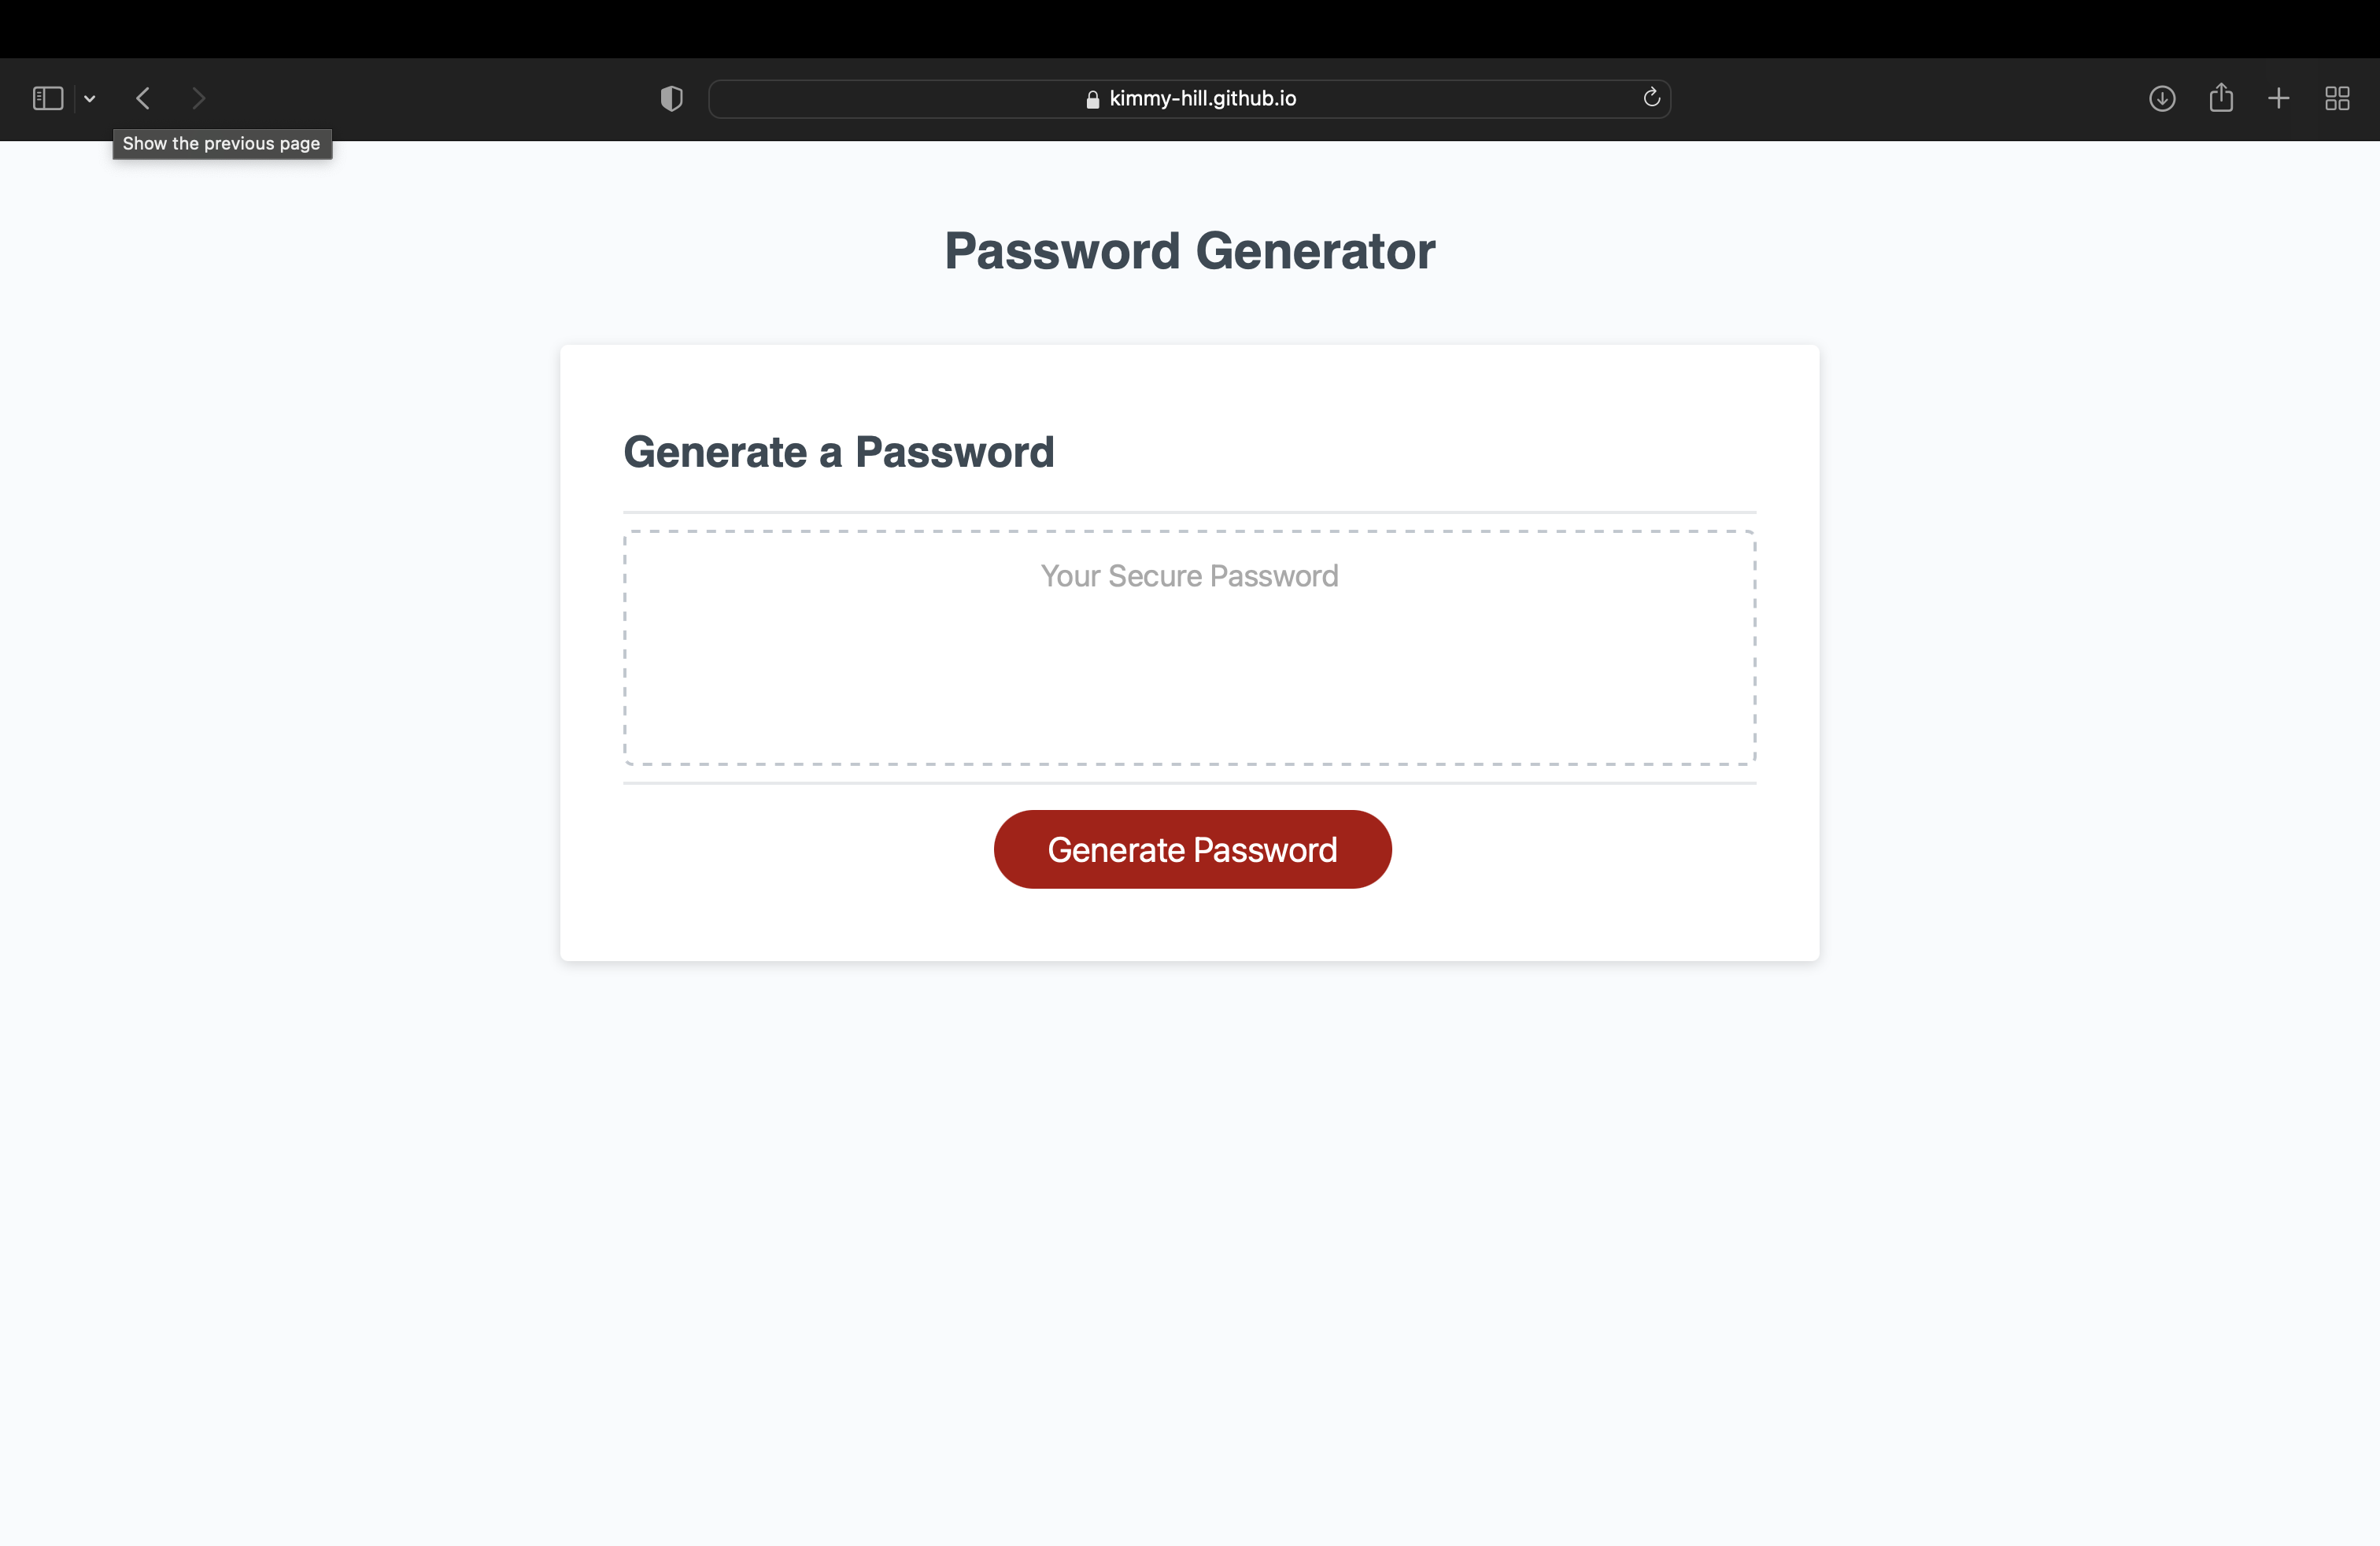 kimmy-hill.github.io
Show the previous page
Password Generator
Generate a Password
Your Secure Password
Generate Password